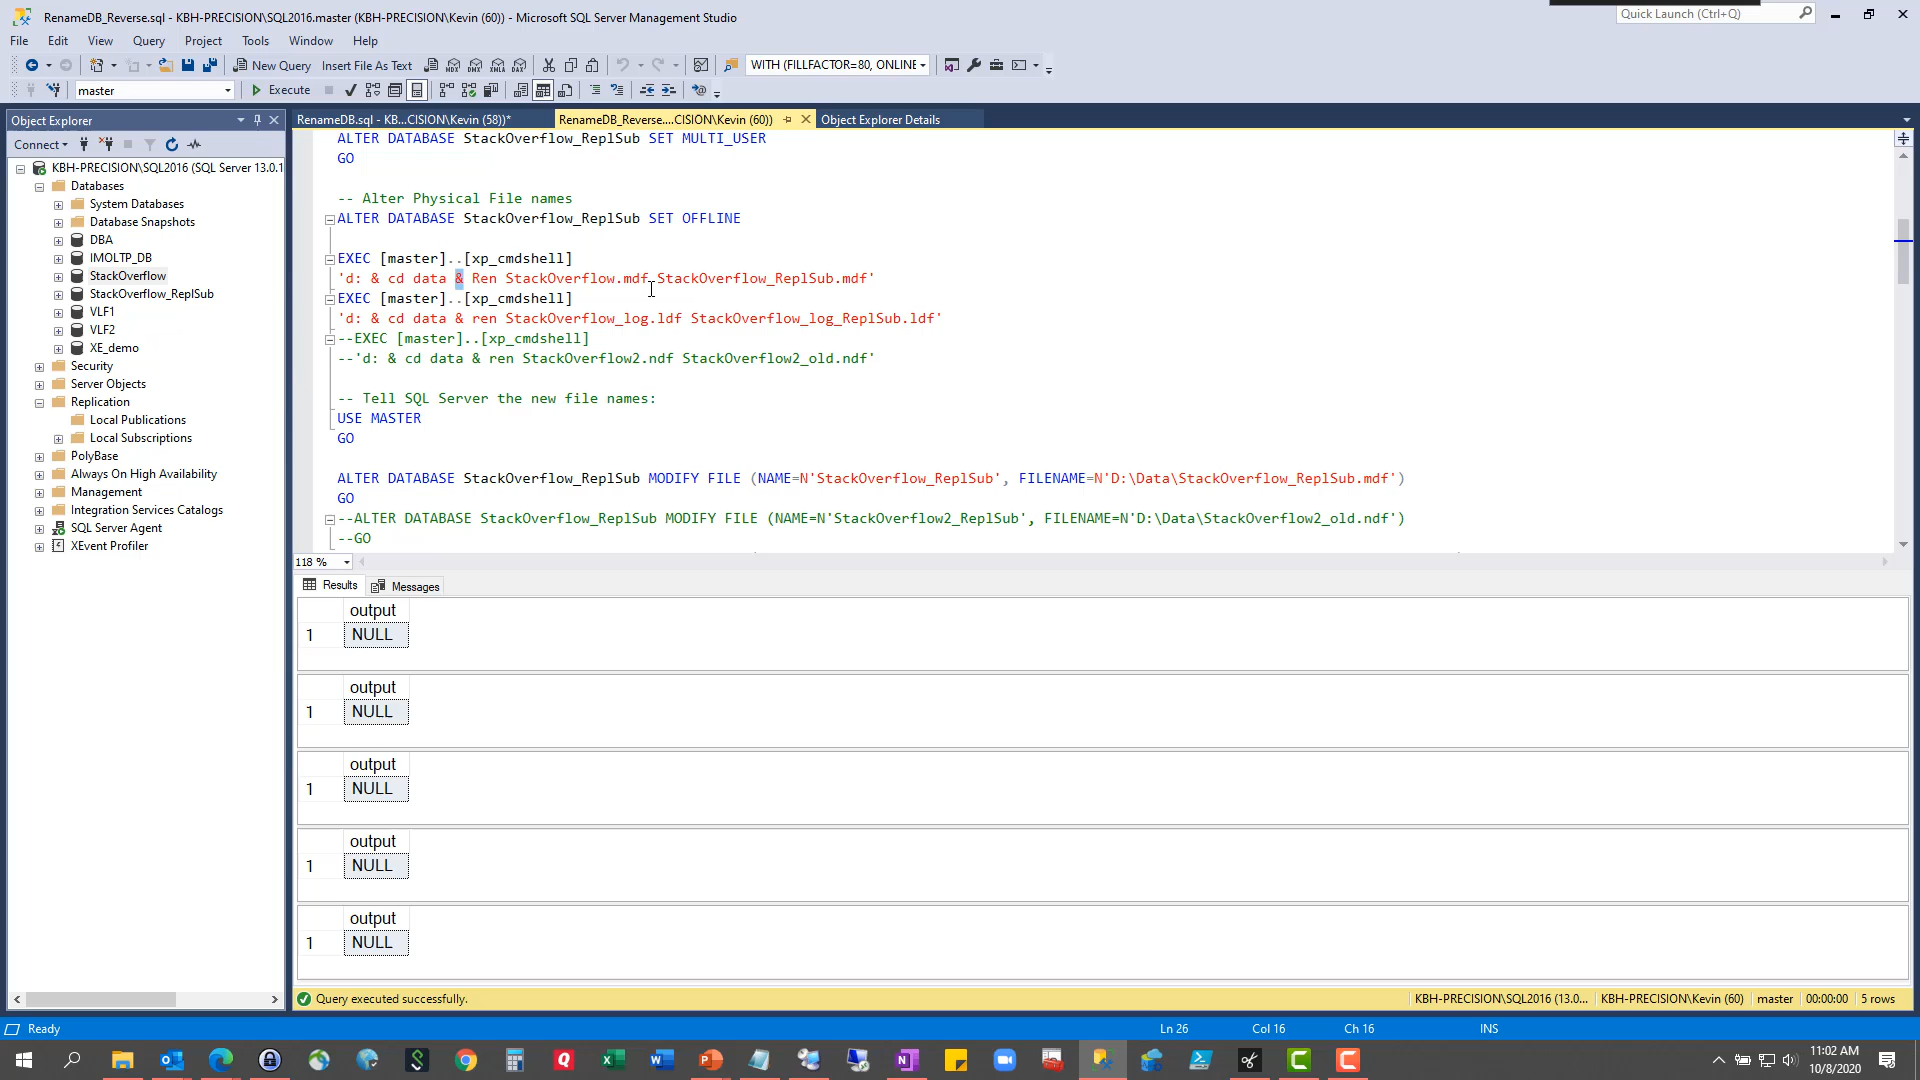 RenameDB_Reverse.sql - KBH-PRECISION\SQL2016.master (KBH-PRECISION\Kevin (60)) - Microsoft SQL Server Management Studio
Quick Launch (Ctrl+Q)
File Edit View Query Project Tools Window Help
New Query Insert File As Text MDX DMX XMLA DAX WITH (FILLFACTOR=80, ONLINE
master Execute
Object Explorer
RenameDB.sql - KB...CISION\Kevin (58))* RenameDB_Reverse....CISION\Kevin (60)) Object Explorer Details
Connect
KBH-PRECISION\SQL2016 (SQL Server 13.0.1
Databases
System Databases
Database Snapshots
DBA
IMOLTP_DB
StackOverflow
StackOverflow_ReplSub
VLF1
VLF2
XE_demo
Security
Server Objects
Replication
Local Publications
Local Subscriptions
PolyBase
Always On High Availability
Management
Integration Services Catalogs
SQL Server Agent
XEvent Profiler
ALTER DATABASE StackOverflow_ReplSub SET MULTI_USER
GO
-- Alter Physical File names
ALTER DATABASE StackOverflow_ReplSub SET OFFLINE
EXEC [master]..[xp_cmdshell]
'd: & cd data & Ren StackOverflow.mdf StackOverflow_ReplSub.mdf'
EXEC [master]..[xp_cmdshell]
'd: & cd data & ren StackOverflow_log.ldf StackOverflow_log_ReplSub.ldf'
--EXEC [master]..[xp_cmdshell]
--'d: & cd data & ren StackOverflow2.ndf StackOverflow2_old.ndf'
-- Tell SQL Server the new file names:
USE MASTER
GO
ALTER DATABASE StackOverflow_ReplSub MODIFY FILE (NAME=N'StackOverflow_ReplSub', FILENAME=N'D:\Data\StackOverflow_ReplSub.mdf')
GO
--ALTER DATABASE StackOverflow_ReplSub MODIFY FILE (NAME=N'StackOverflow2_ReplSub', FILENAME=N'D:\Data\StackOverflow2_old.ndf')
--GO
118 %
Results Messages
output
1 NULL
output
1 NULL
output
1 NULL
output
1 NULL
output
1 NULL
Query executed successfully. KBH-PRECISION\SQL2016 (13.0... KBH-PRECISION\Kevin (60) master 00:00:00 5 rows
Ready Ln 26 Col 16 Ch 16 INS
11:02 AM
10/8/2020